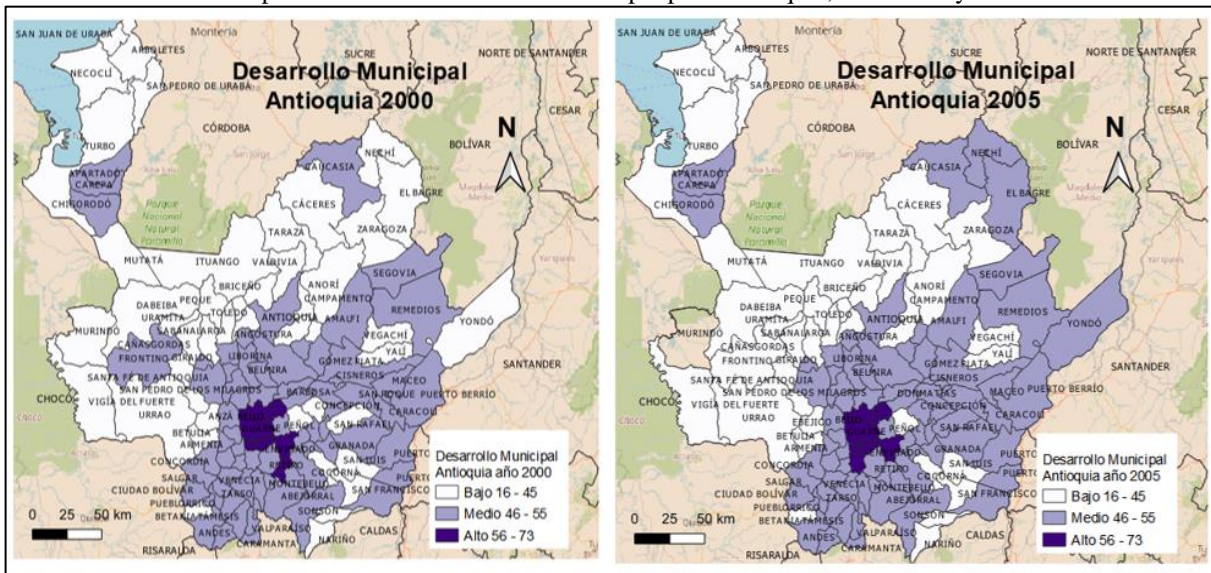 SAN JUAN DE URABÁ
Montería
ARBOLETES
SUCRE
NORTE DE SANTANDER
NECOCLÍ
Desarrollo Municipal
Antioquia 2000
SAN PEDRO DE URABÁ
CESAR
CÓRDOBA
N
BOLÍVAR
TURBO
NECHÍ
CAUCASIA
APARTADÓ
CAREPA
EL BAGRE
CHIGORODÓ
Parque
Nacional
Natural
Paramillo
CÁCERES
TARAZÁ
ZARAGOZA
MUTATÁ
ITUANGO
VALDIVIA
SEGOVIA
ANORÍ
BRICEÑO
PEQUE
CAMPAMENTO
REMEDIOS
DABEIBA
TOLEDO
YONDÓ
URAMITA
ANTIOQUIA
AMALFI
MURINDÓ
SABANALARGA
ANGOSTURA
VEGACHÍ
CAÑASGORDAS
YALÍ
FRONTINO
GIRALDO
LIBORINA
GÓMEZ PLATA
SANTANDER
BELMIRA
CISNEROS
SANTA FÉ DE ANTIOQUIA
MACEO
PUERTO BERRÍO
SAN PEDRO DE LOS MILAGROS
BARBOSA
SAN ROQUE
CHOCÓ
VIGÍA DEL FUERTE
CARACOLÍ
URRAO
ANZÁ
BELLO
CONCEPCIÓN
PEÑOL
SAN RAFAEL
BETULIA
ARMENIA
GRANADA
CONCORDIA
RETIRO
SAN LUIS
SALGAR
VENECIA
COCORNÁ
CIUDAD BOLÍVAR
TARSO
MONTEBELLO
SAN FRANCISCO
PUEBLORRICO
ABEJORRAL
BETANIA
TÁMESIS
SONSÓN
ANDES
VALPARAÍSO
CARAMANTA
NARIÑO
CALDAS
RISARALDA
0 25 50 km
Desarrollo Municipal
Antioquia año 2000
Bajo 16 - 45
Medio 46 - 55
Alto 56 - 73
SAN JUAN DE URABÁ
Montería
ARBOLETES
SUCRE
NORTE DE SANTANDER
NECOCLÍ
Desarrollo Municipal
Antioquia 2005
SAN PEDRO DE URABÁ
CESAR
CÓRDOBA
N
BOLÍVAR
TURBO
NECHÍ
CAUCASIA
APARTADÓ
CAREPA
EL BAGRE
CHIGORODÓ
Parque
Nacional
Natural
Paramillo
CÁCERES
TARAZÁ
ZARAGOZA
MUTATÁ
ITUANGO
VALDIVIA
SEGOVIA
ANORÍ
BRICEÑO
PEQUE
CAMPAMENTO
REMEDIOS
DABEIBA
TOLEDO
YONDÓ
URAMITA
ANTIOQUIA
AMALFI
MURINDÓ
SABANALARGA
ANGOSTURA
VEGACHÍ
CAÑASGORDAS
YALÍ
FRONTINO
GIRALDO
LIBORINA
GÓMEZ PLATA
SANTANDER
BELMIRA
CISNEROS
SANTA FÉ DE ANTIOQUIA
MACEO
PUERTO BERRÍO
SAN PEDRO DE LOS MILAGROS
DONMATÍAS
CONCEPCIÓN
CHOCÓ
VIGÍA DEL FUERTE
CARACOLÍ
URRAO
EBÉJICO
BELLO
PEÑOL
SAN RAFAEL
BETULIA
ARMENIA
GRANADA
CONCORDIA
RETIRO
SAN LUIS
SALGAR
VENECIA
COCORNÁ
CIUDAD BOLÍVAR
TARSO
MONTEBELLO
SAN FRANCISCO
PUEBLORRICO
ABEJORRAL
BETANIA
TÁMESIS
SONSÓN
ANDES
VALPARAÍSO
CARAMANTA
NARIÑO
CALDAS
RISARALDA
0 25 50 km
Desarrollo Municipal
Antioquia año 2005
Bajo 16 - 45
Medio 46 - 55
Alto 56 - 73